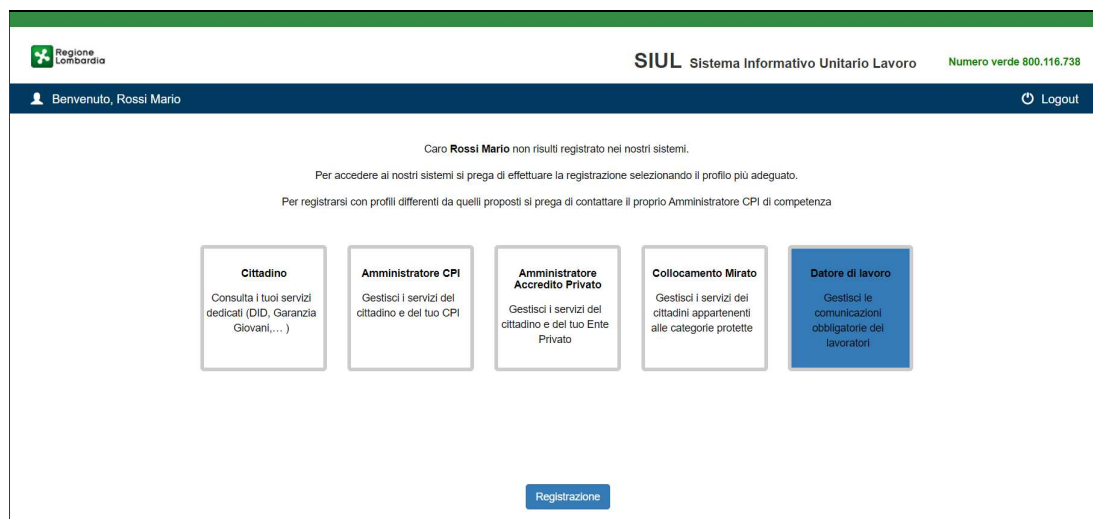 Regione
Lombardia
SIUL Sistema Informativo Unitario Lavoro
Numero verde 800.116.738
Benvenuto, Rossi Mario
Logout
Caro Rossi Mario non risulti registrato nei nostri sistemi.
Per accedere ai nostri sistemi si prega di effettuare la registrazione selezionando il profilo più adeguato.
Per registrarsi con profili differenti da quelli proposti si prega di contattare il proprio Amministratore CPI di competenza
Cittadino
Consulta i tuoi servizi
dedicati (DID, Garanzia
Giovani,... )
Amministratore CPI
Gestisci i servizi del
cittadino e del tuo CPI
Amministratore
Accredito Privato
Gestisci i servizi del
cittadino e del tuo Ente
Privato
Collocamento Mirato
Gestisci i servizi dei
cittadini appartenenti
alle categorie protette
Datore di lavoro
Gestisci le
comunicazioni
obbligatorie dei
lavoratori
Registrazione